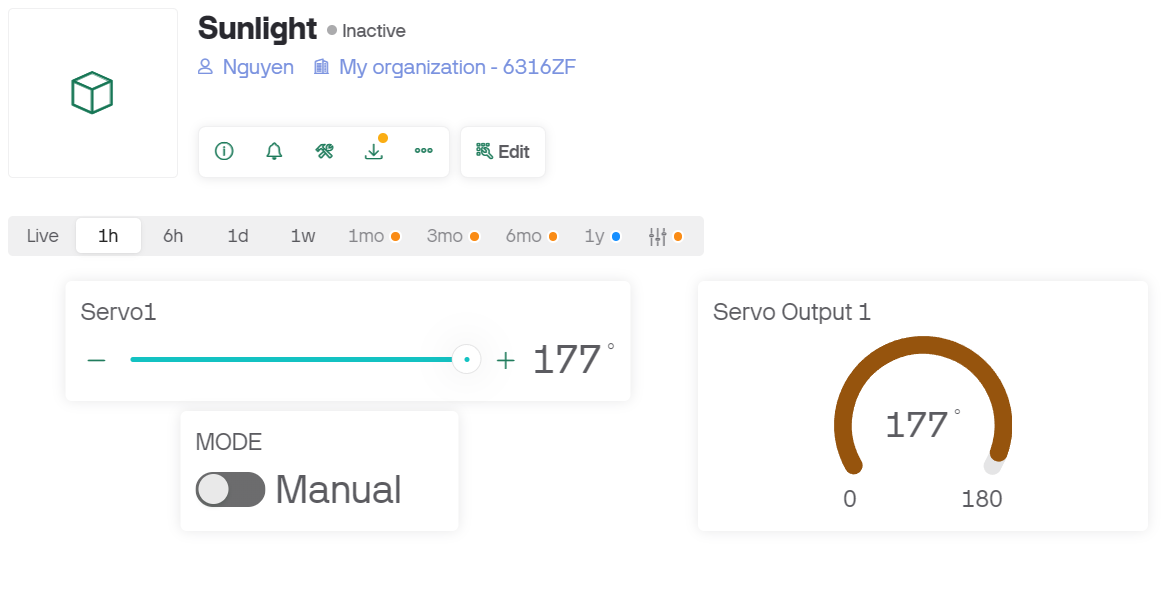 Sunlight Inactive
Nguyen My organization - 6316ZF
Edit
Live 1h 6h 1d 1w 1mo 3mo 6mo 1y
Servo1
177°
MODE
Manual
Servo Output 1
177°
0 180